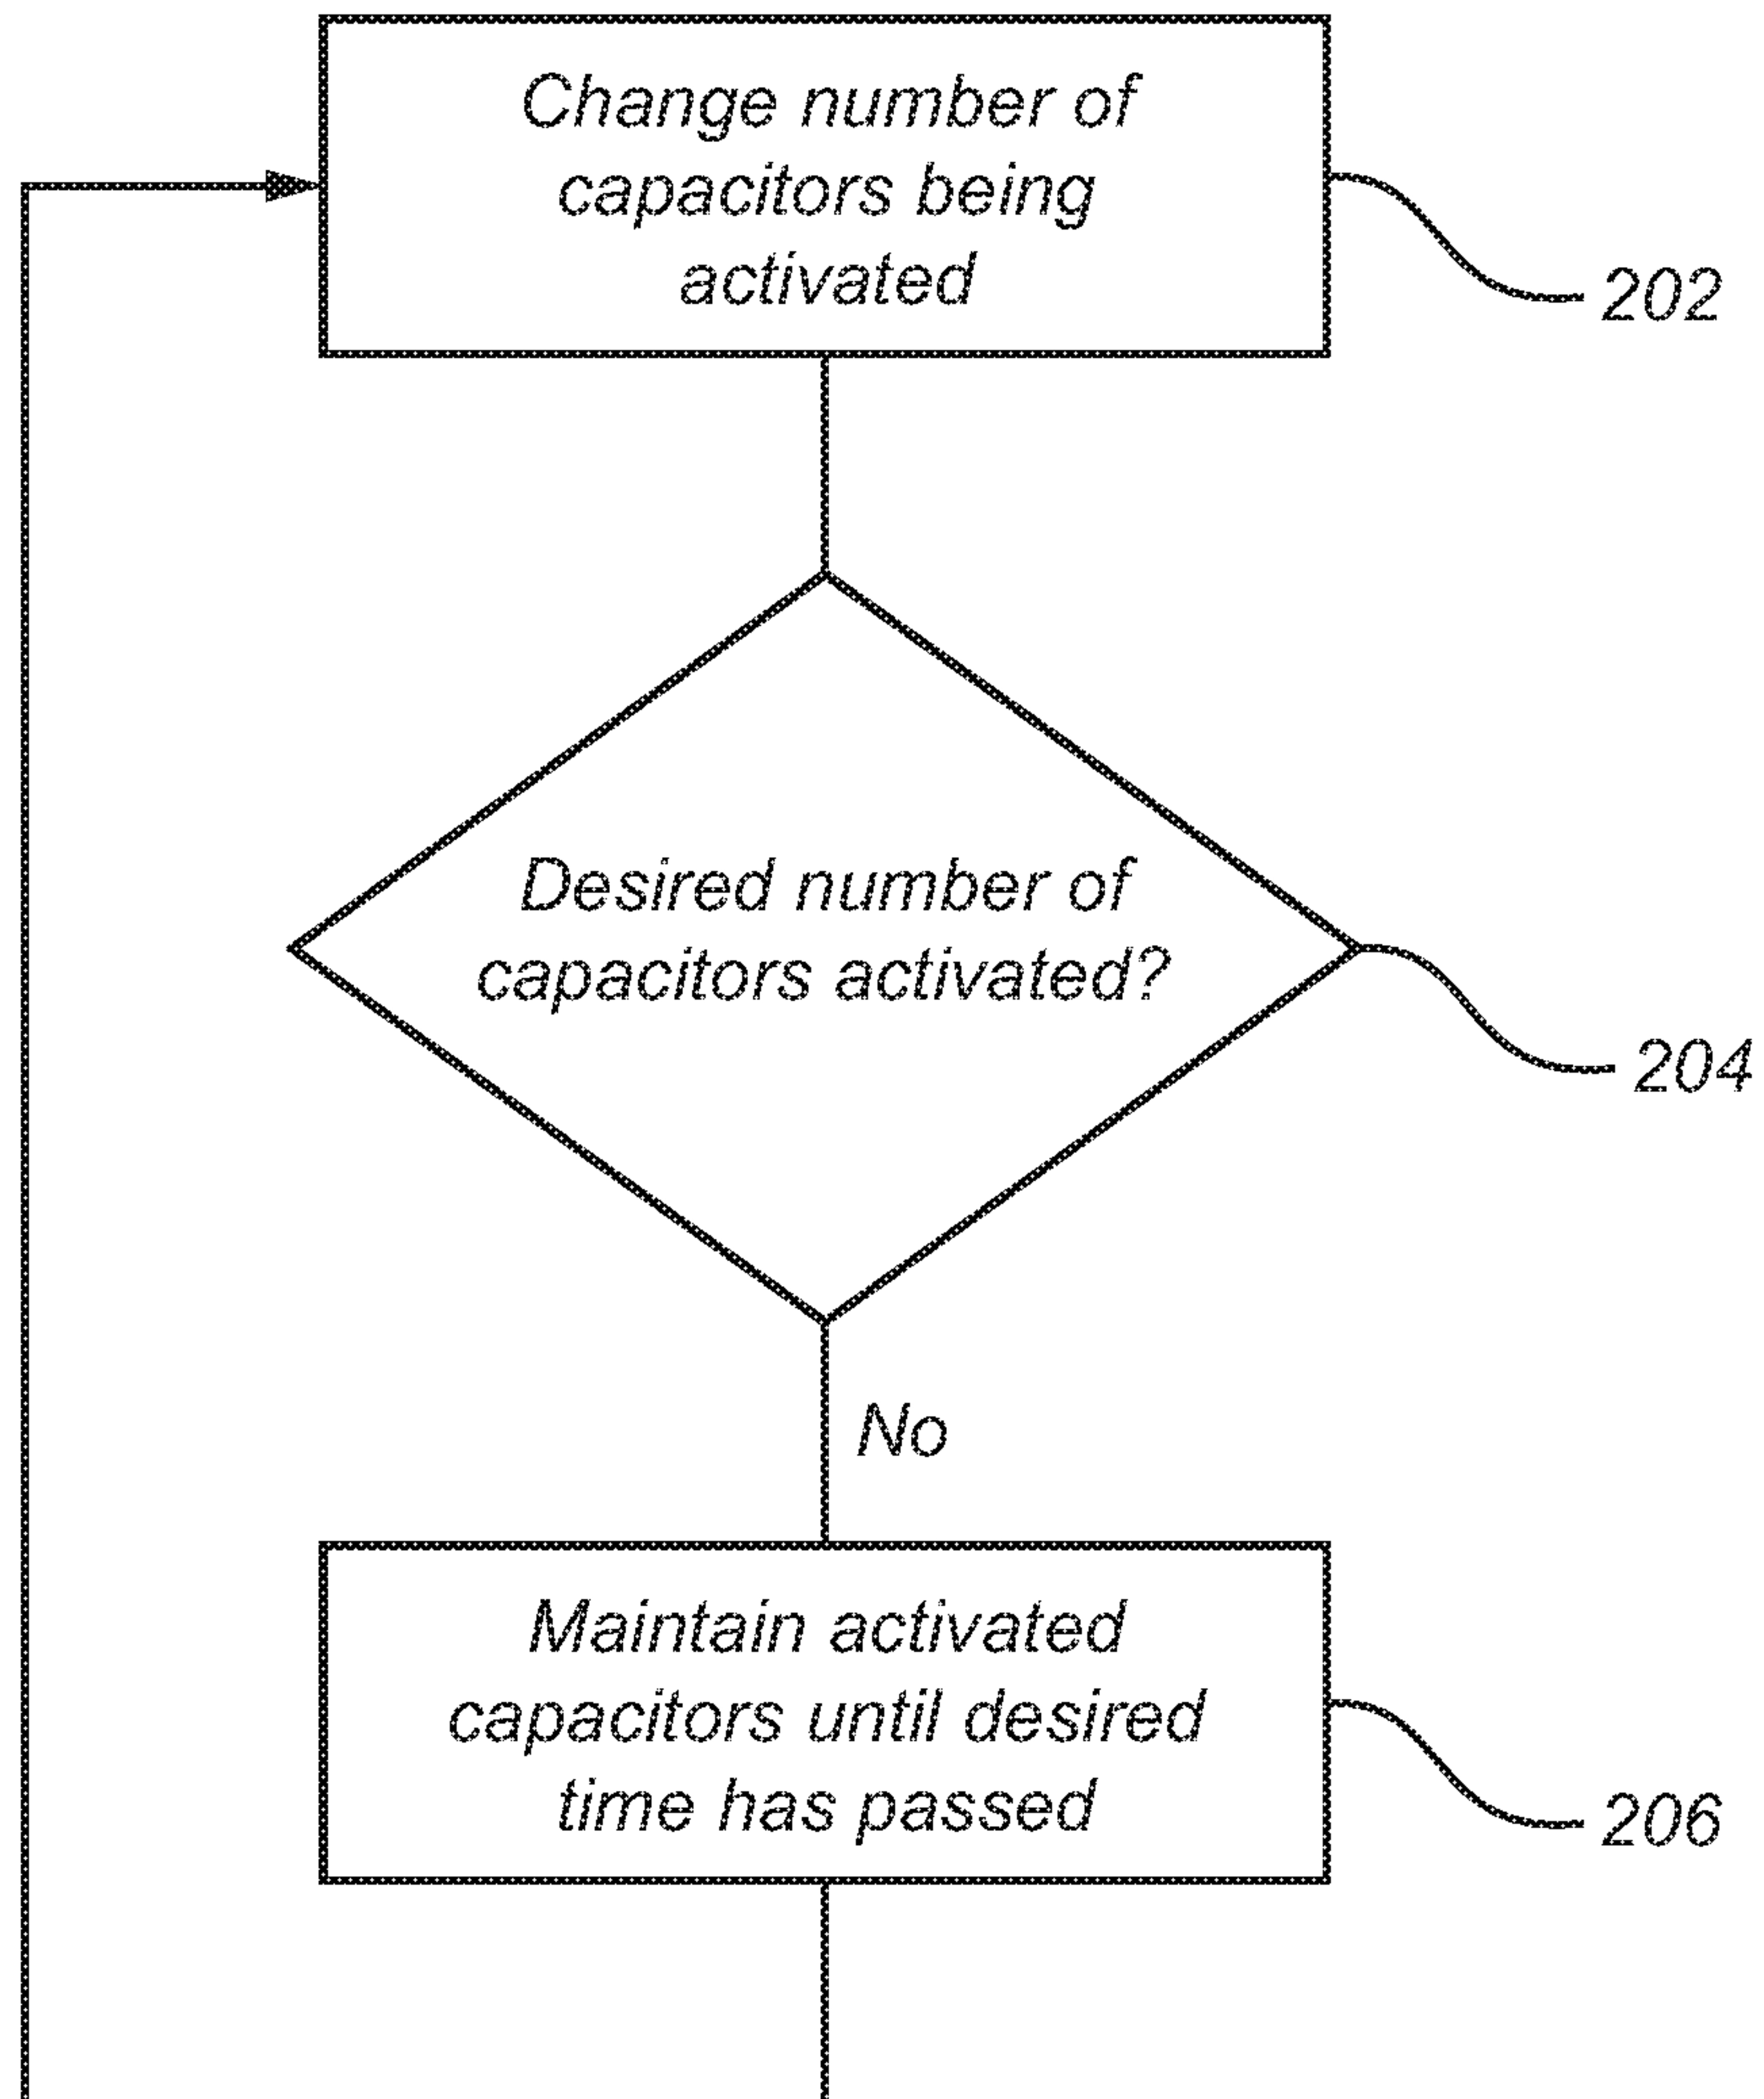 Change number of
capacitors being
activated
202
Desired number of
capacitors activated?
204
No
Maintain activated
capacitors until desired
time has passed
206